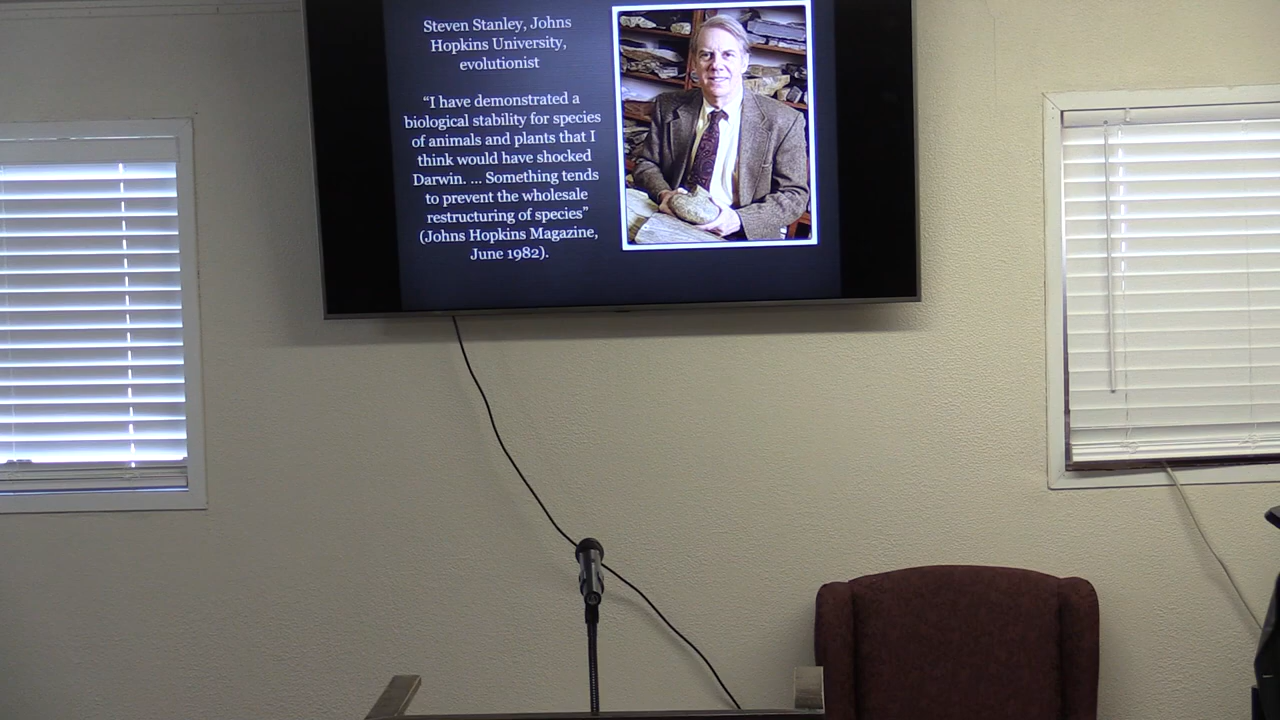 Steven Stanley, Johns
Hopkins University,
evolutionist
“I have demonstrated a
biological stability for species
of animals and plants that I
think would have shocked
Darwin. ... Something tends
to prevent the wholesale
restructuring of species”
(Johns Hopkins Magazine,
June 1982).